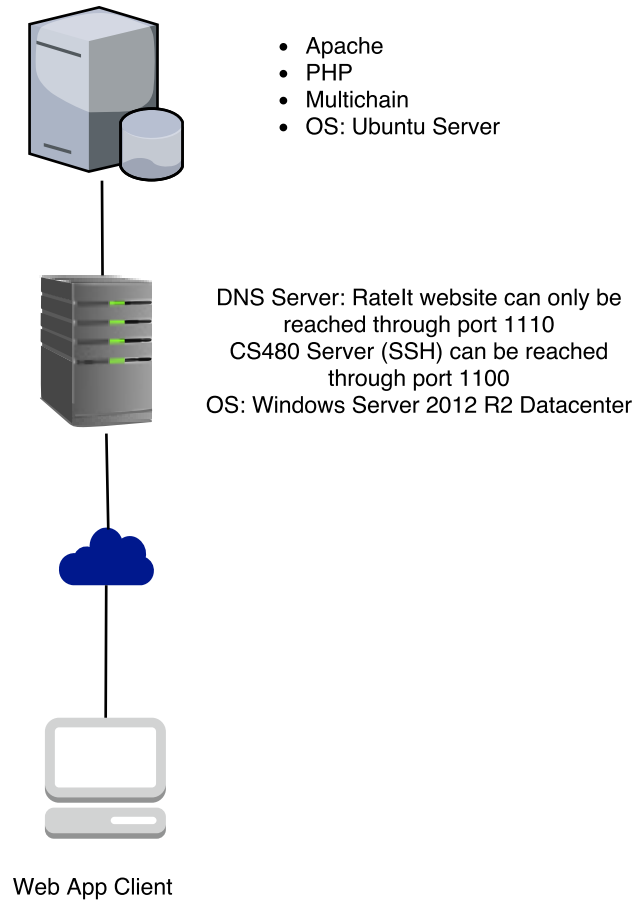 • Apache
• PHP
• Multichain
• OS: Ubuntu Server
DNS Server: RateIt website can only be
reached through port 1110
CS480 Server (SSH) can be reached
through port 1100
OS: Windows Server 2012 R2 Datacenter
Web App Client